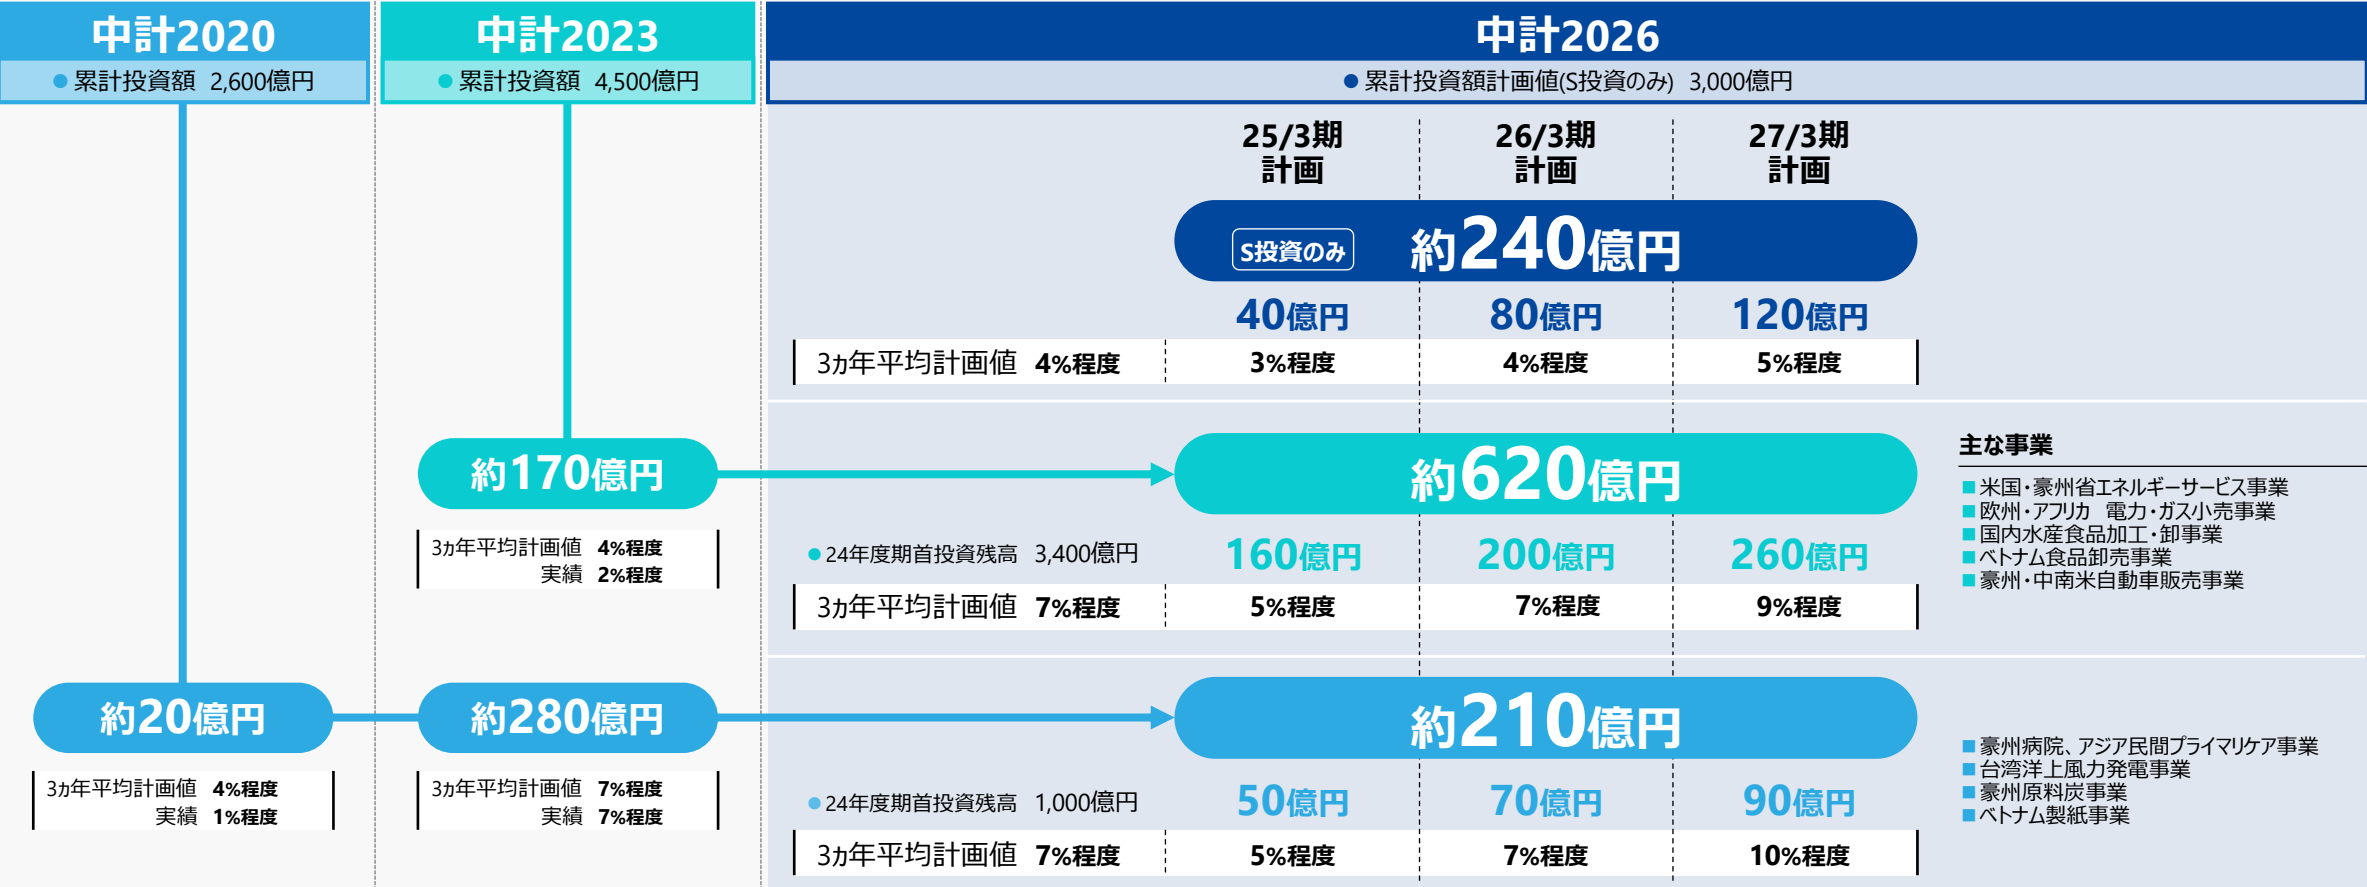 中計2020
● 累計投資額 2,600億円
中計2023
● 累計投資額 4,500億円
中計2026
● 累計投資額計画値(S投資のみ) 3,000億円
25/3期
計画
26/3期
計画
27/3期
計画
S投資のみ 約240億円
40億円 80億円 120億円
3ヵ年平均計画値 4%程度 3%程度 4%程度 5%程度
約170億円
3ヵ年平均計画値 4%程度
実績 2%程度
約620億円
● 24年度期首投資残高 3,400億円 160億円 200億円 260億円
3ヵ年平均計画値 7%程度 5%程度 7%程度 9%程度
主な事業
■ 米国・豪州省エネルギーサービス事業
■ 欧州・アフリカ 電力・ガス小売事業
■ 国内水産食品加工・卸事業
■ ベトナム食品卸売事業
■ 豪州・中南米自動車販売事業
約20億円
3ヵ年平均計画値 4%程度
実績 1%程度
約280億円
3ヵ年平均計画値 7%程度
実績 7%程度
約210億円
● 24年度期首投資残高 1,000億円 50億円 70億円 90億円
3ヵ年平均計画値 7%程度 5%程度 7%程度 10%程度
■ 豪州病院、アジア民間プライマリケア事業
■ 台湾洋上風力発電事業
■ 豪州原料炭事業
■ ベトナム製紙事業